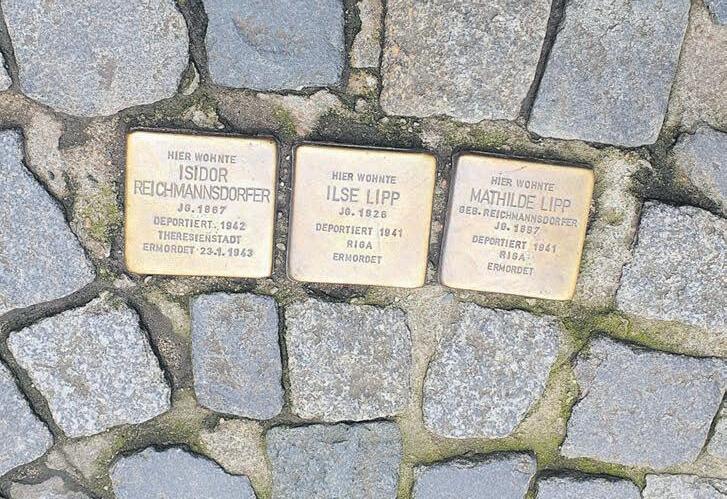 HIER WOHNTE
ISIDOR
REICHMANNSDORFER
JG. 1867
DEPORTIERT 1942
THERESIENSTADT
ERMORDET 23.1.1943
HIER WOHNTE
ILSE LIPP
JG. 1926
DEPORTIERT 1941
RIGA
ERMORDET
HIER WOHNTE
MATHILDE LIPP
GEB. REICHMANNSDORFER
JG. 1897
DEPORTIERT 1941
RIGA
ERMORDET